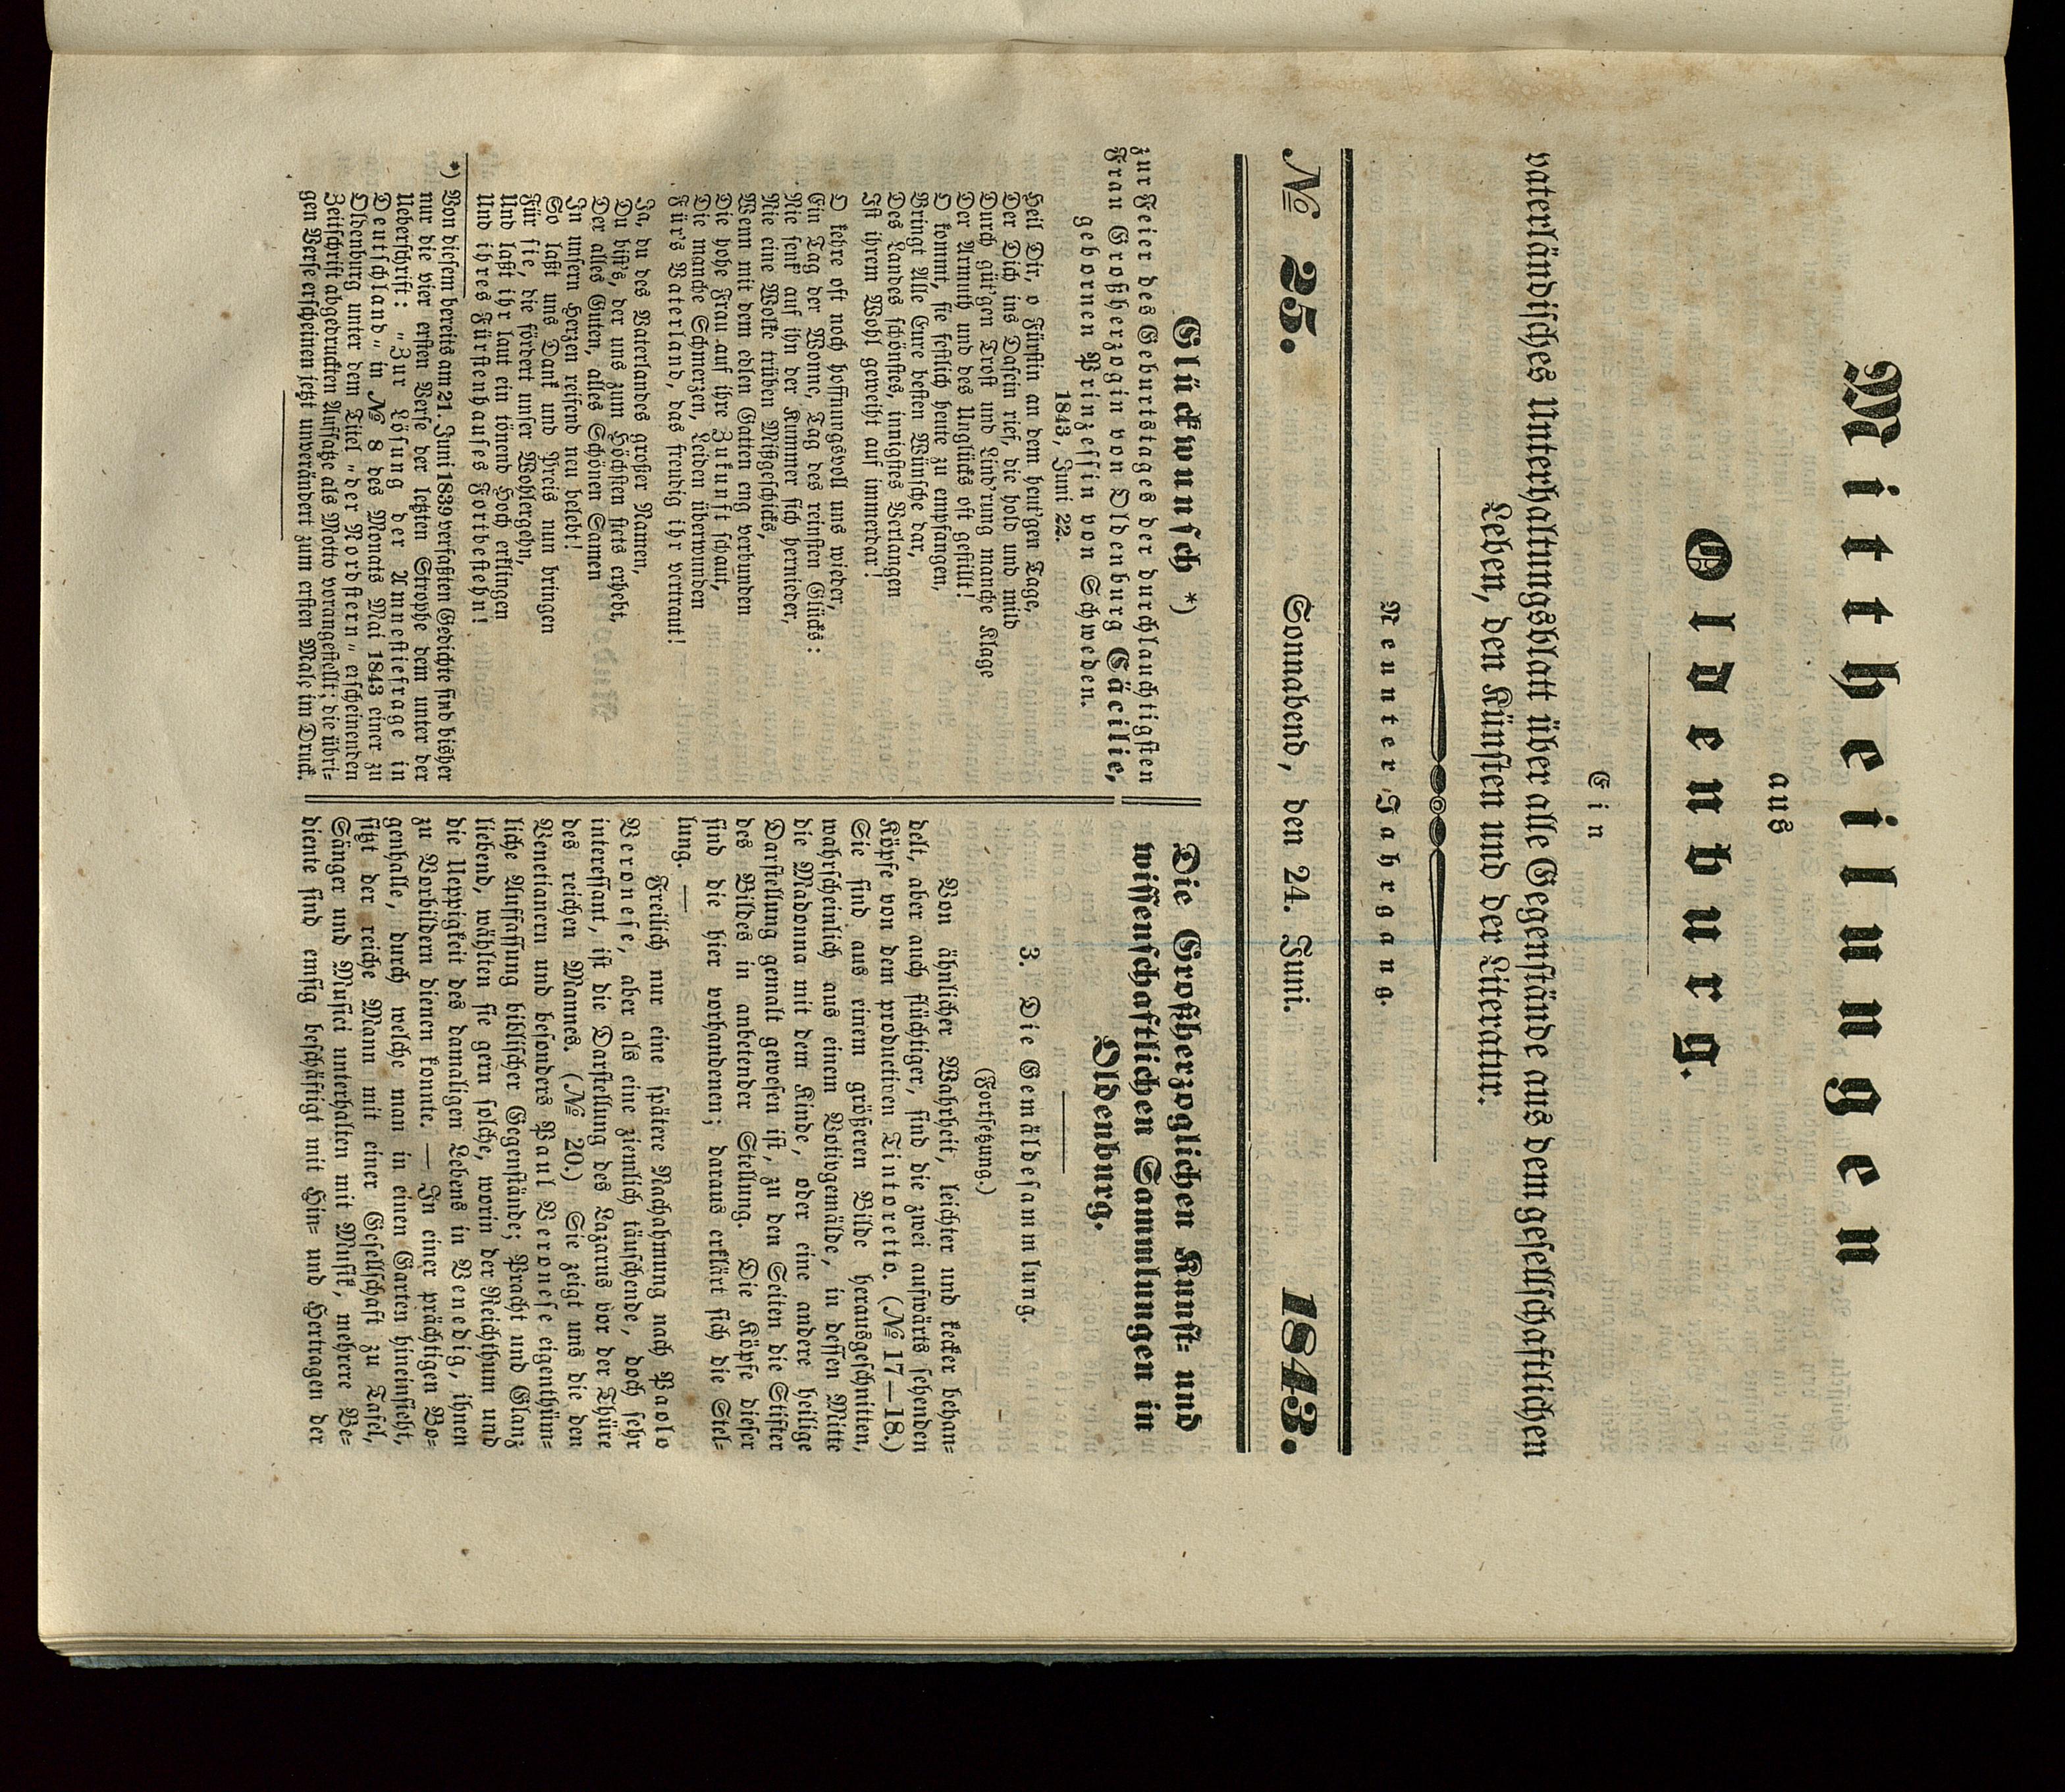 Mittheilungen
aus
Oldenburg.
Ein
vaterländisches Unterhaltungsblatt über alle Gegenstände aus dem gesellschaftlichen
Leben, den Künsten und der Literatur.
Neunter Jahrgang.
№ 25. Sonnabend, den 24. Juni. 1843.
Glückwunsch *)
zur Feier des Geburtstages der durchlauchtigsten
Frau Großherzogin von Oldenburg Cäcilie,
gebornen Prinzessin von Schweden.
1843, Juni 22.
Heil Dir, o Fürstin an dem heut'gen Tage,
Der Dich ins Dasein rief, die hold und mild
Durch güt'gen Trost und Lind'rung manche Klage
Der Armuth und des Unglücks oft gestillt!
O kommt, sie festlich heute zu empfangen,
Bringt Alle Eure besten Wünsche dar,
Des Landes schönstes, innigstes Verlangen
Ist ihrem Wohl geweiht auf immerdar!
O kehre oft noch hoffnungsvoll uns wieder,
Ein Tag der Wonne, Tag des reinsten Glücks:
Nie senk' auf ihn der Kummer sich hernieder,
Nie eine Wolke trüben Mißgeschicks,
Wenn mit dem edlen Gatten eng verbunden
Die hohe Frau auf ihre Zukunft schaut,
Die manche Schmerzen, Leiden überwunden
Für's Vaterland, das freudig ihr vertraut!
Ja, du des Vaterlandes großer Namen,
Du bist's, der uns zum Höchsten stets erhebt,
Der alles Guten, alles Schönen Samen
In unsern Herzen reifend neu belebt!
So laßt uns Dank und Preis nun bringen
Für sie, die fördert unser Wohlergehn,
Und laßt ihr laut ein tönend Hoch erklingen
Und ihres Fürstenhauses Fortbestehn!
*) Von diesem bereits am 21. Juni 1839 verfaßten Gedichte sind bisher
nur die vier ersten Verse der letzten Strophe dem unter der
Ueberschrift: „Zur Lösung der Amnestiefrage in
Deutschland“ in № 8 des Monats Mai 1843 einer zu
Oldenburg unter dem Titel „der Nordstern“ erscheinenden
Zeitschrift abgedruckten Aufsatze als Motto vorangestellt; die übri-
gen Verse erscheinen jetzt unverändert zum ersten Male im Druck.
Die Großherzoglichen Kunst- und
wissenschaftlichen Sammlungen in
Oldenburg.
3. Die Gemäldesammlung.
(Fortsetzung.)
Von ähnlicher Wahrheit, leichter und kecker behan-
delt, aber auch flüchtiger, sind die zwei aufwärts sehenden
Köpfe von dem productiven Tintoretto. (№ 17—18.)
Sie sind aus einem größeren Bilde herausgeschnitten,
wahrscheinlich aus einem Votivgemälde, in dessen Mitte
die Madonna mit dem Kinde, oder eine andere heilige
Darstellung gemalt gewesen ist, zu den Seiten die Stifter
des Bildes in anbetender Stellung. Die Köpfe dieser
sind die hier vorhandenen; daraus erklärt sich die Stel-
lung. —
Freilich nur eine spätere Nachahmung nach Paolo
Veronese, aber als eine ziemlich täuschende, doch sehr
interessant, ist die Darstellung des Lazarus vor der Thüre
des reichen Mannes. (№ 20.) Sie zeigt uns die den
Venetianern und besonders Paul Veronese eigenthüm-
liche Auffassung biblischer Gegenstände; Pracht und Glanz
liebend, wählten sie gern solche, worin der Reichthum und
die Ueppigkeit des damaligen Lebens in Venedig, ihnen
zu Vorbildern dienen konnte. — In einer prächtigen Bo-
genhalle, durch welche man in einen Garten hineinsieht,
sitzt der reiche Mann mit einer Gesellschaft zu Tafel,
Sänger und Musici unterhalten mit Musik, mehrere Be-
diente sind emsig beschäftigt mit Hin- und Hertragen der